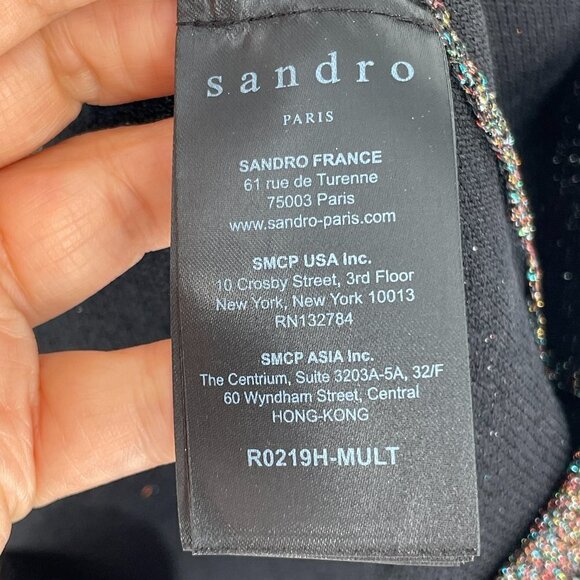 sandro
PARIS
SANDRO FRANCE
61 rue de Turenne
75003 Paris
www.sandro-paris.com
SMCP USA Inc.
10 Crosby Street, 3rd Floor
New York, New York 10013
RN132784
SMCP ASIA Inc.
The Centrium, Suite 3203A-5A, 32/F
60 Wyndham Street, Central
HONG-KONG
R0219H-MULT